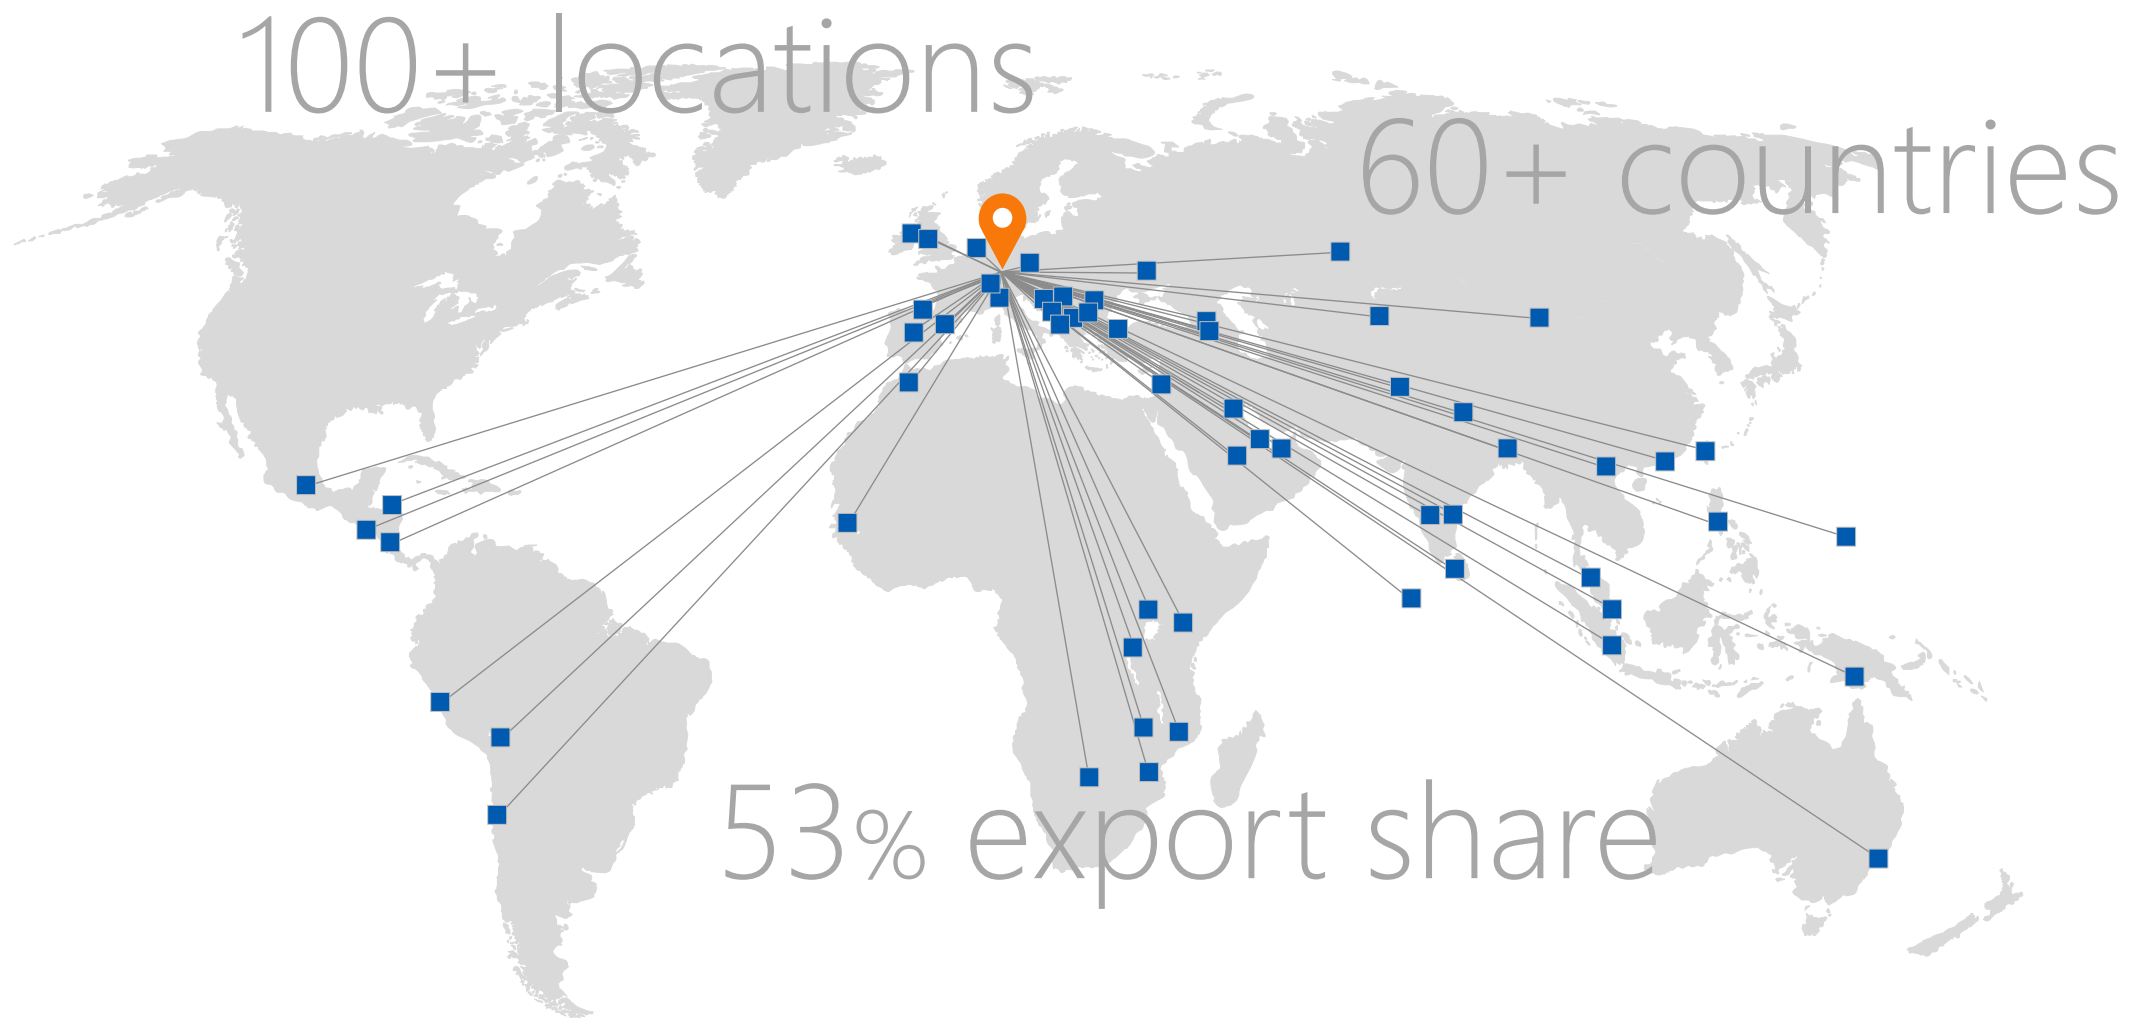 100+ locations
60+ countries
53% export share